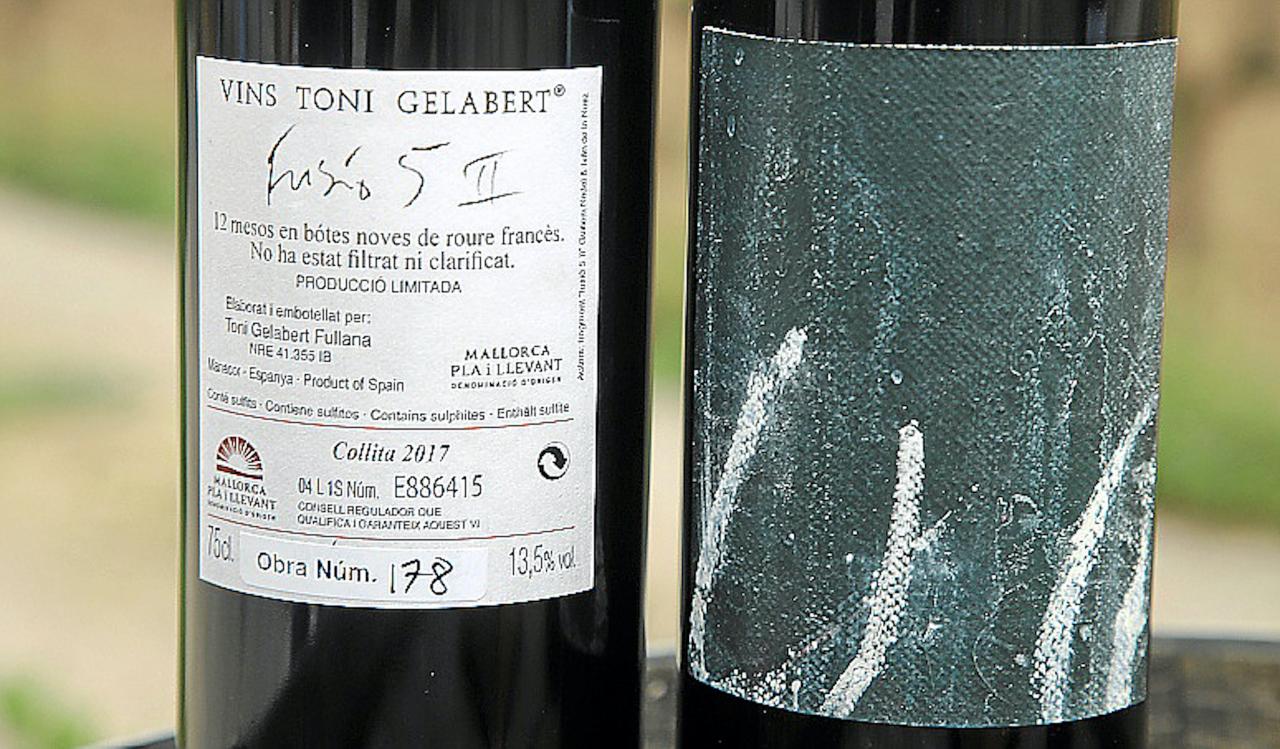 VINS TONI GELABERT®
Fusió 5 II
12 mesos en bótes noves de roure francès.
No ha estat filtrat ni clarificat.
PRODUCCIÓ LIMITADA
Elaborat i embotellat per:
Toni Gelabert Fullana
NRE 41.355 IB
Manacor - Espanya - Product of Spain
MALLORCA
PLA i LLEVANT
DENOMINACIÓ D'ORIGEN
Conté sulfits - Contiene sulfitos - Contains sulphites - Enthält sulfite
MALLORCA
PLA I LLEVANT
DENOMINACIÓ D'ORIGEN
Collita 2017
04 L1S Núm. E886415
CONSELL REGULADOR QUE
QUALIFICA I GARANTEIX AQUEST VI
75cl.
Obra Núm. 178
13,5% vol.